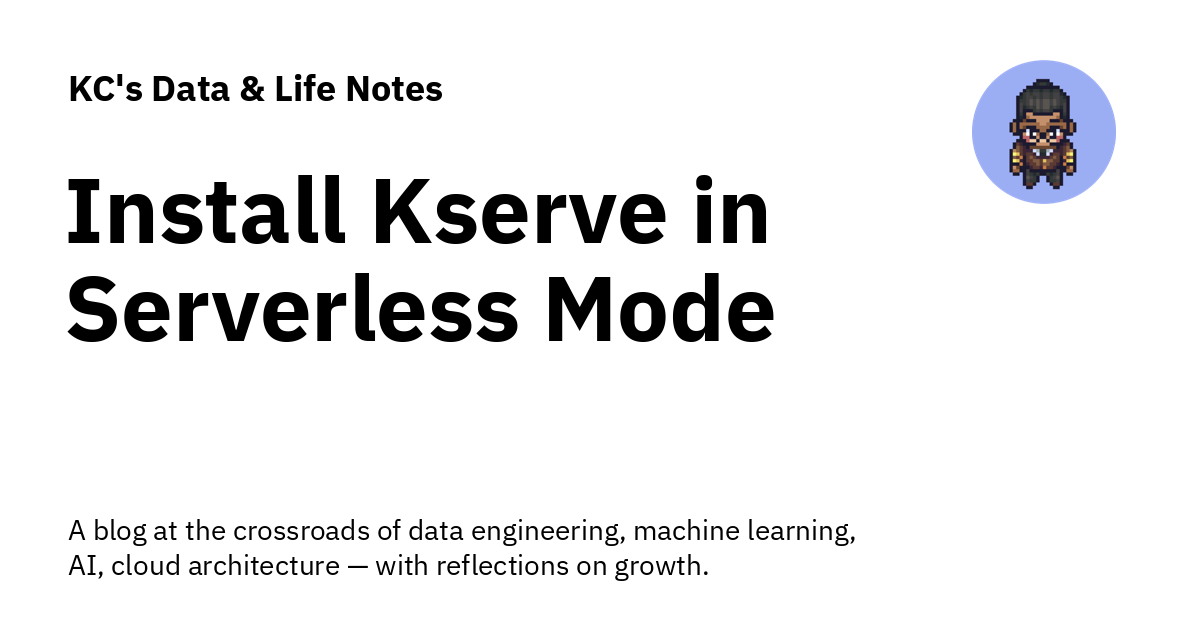 KC's Data & Life Notes
Install Kserve in
Serverless Mode
A blog at the crossroads of data engineering, machine learning,
AI, cloud architecture — with reflections on growth.